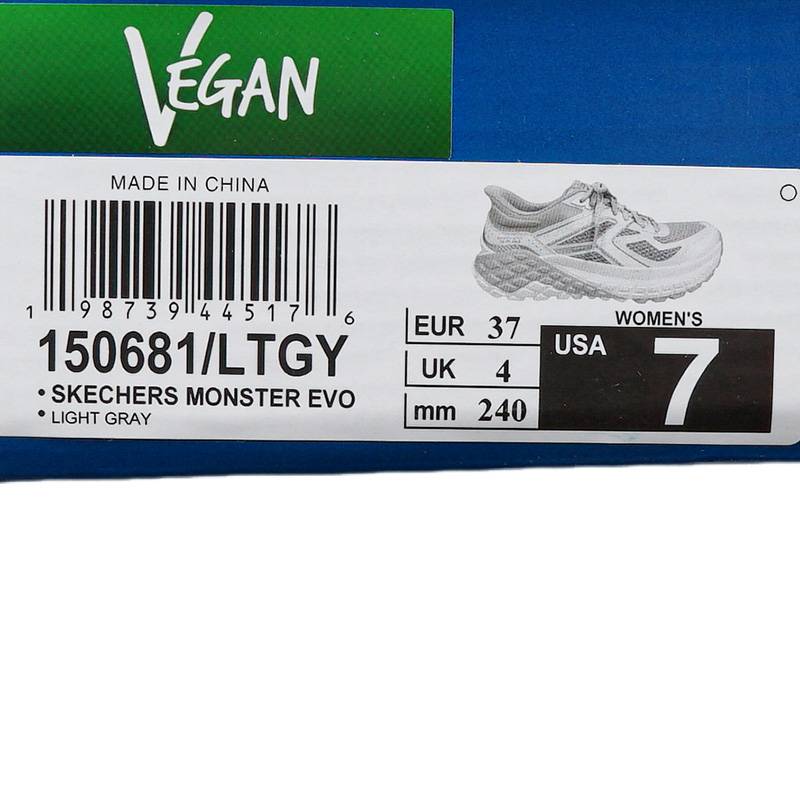 VEGAN
MADE IN CHINA
1 98739 44517 6
150681/LTGY
• SKECHERS MONSTER EVO
• LIGHT GRAY
EUR 37
UK 4
mm 240
WOMEN'S
USA 7